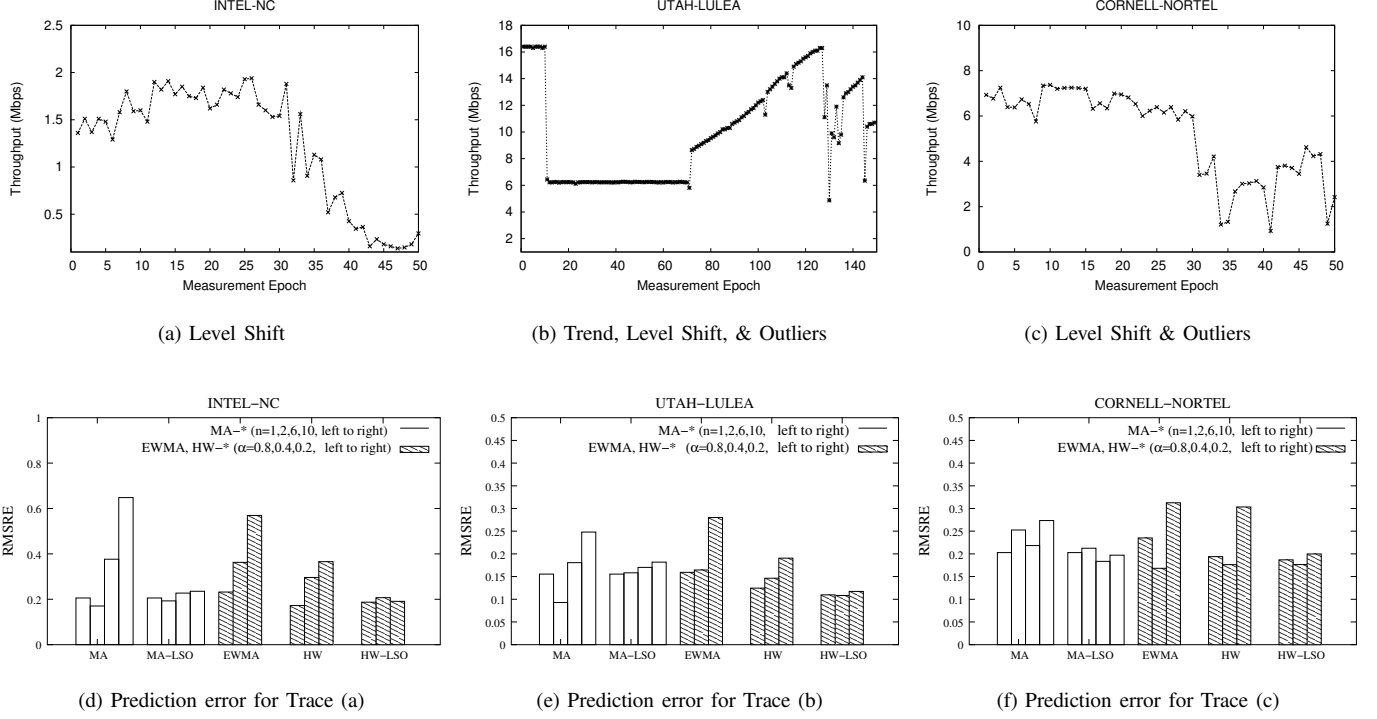 INTEL-NC
2.5
2
1.5
1
0.5
0 5 10 15 20 25 30 35 40 45 50
Throughput (Mbps)
Measurement Epoch
(a) Level Shift
UTAH-LULEA
18
16
14
12
10
8
6
4
2
0 20 40 60 80 100 120 140
Throughput (Mbps)
Measurement Epoch
(b) Trend, Level Shift, & Outliers
CORNELL-NORTEL
10
8
6
4
2
0
0 5 10 15 20 25 30 35 40 45 50
Throughput (Mbps)
Measurement Epoch
(c) Level Shift & Outliers
INTEL−NC
MA−* (n=1,2,6,10, left to right)
EWMA, HW−* (α=0.8,0.4,0.2, left to right)
1
0.8
0.6
0.4
0.2
0
RMSRE
MA MA−LSO EWMA HW HW−LSO
(d) Prediction error for Trace (a)
UTAH−LULEA
MA−* (n=1,2,6,10, left to right)
EWMA, HW−* (α=0.8,0.4,0.2, left to right)
0.5
0.45
0.4
0.35
0.3
0.25
0.2
0.15
0.1
0.05
0
RMSRE
MA MA−LSO EWMA HW HW−LSO
(e) Prediction error for Trace (b)
CORNELL−NORTEL
MA−* (n=1,2,6,10, left to right)
EWMA, HW−* (α=0.8,0.4,0.2, left to right)
0.5
0.45
0.4
0.35
0.3
0.25
0.2
0.15
0.1
0.05
0
RMSRE
MA MA−LSO EWMA HW HW−LSO
(f) Prediction error for Trace (c)